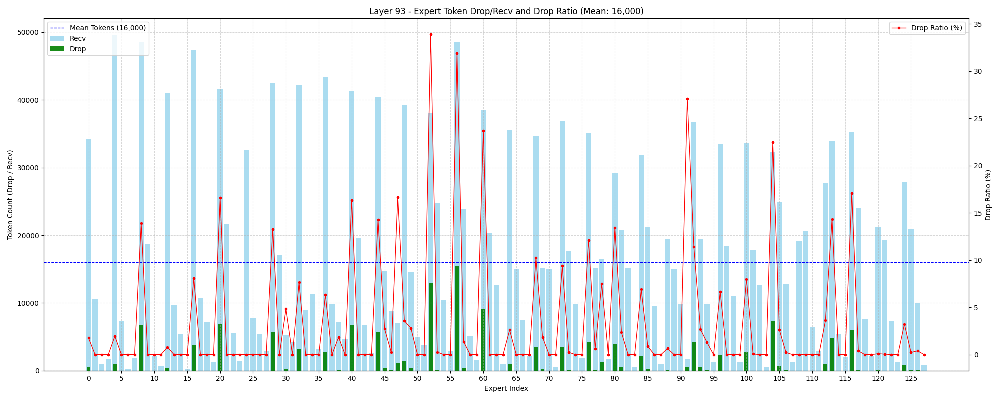 Layer 93 - Expert Token Drop/Recv and Drop Ratio (Mean: 16,000)
Mean Tokens (16,000)
Recv
Drop
Drop Ratio (%)
Token Count (Drop / Recv)
50000
40000
30000
20000
10000
0
35
30
25
20
15
10
5
0
Drop Ratio (%)
0 5 10 15 20 25 30 35 40 45 50 55 60 65 70 75 80 85 90 95 100 105 110 115 120 125
Expert Index